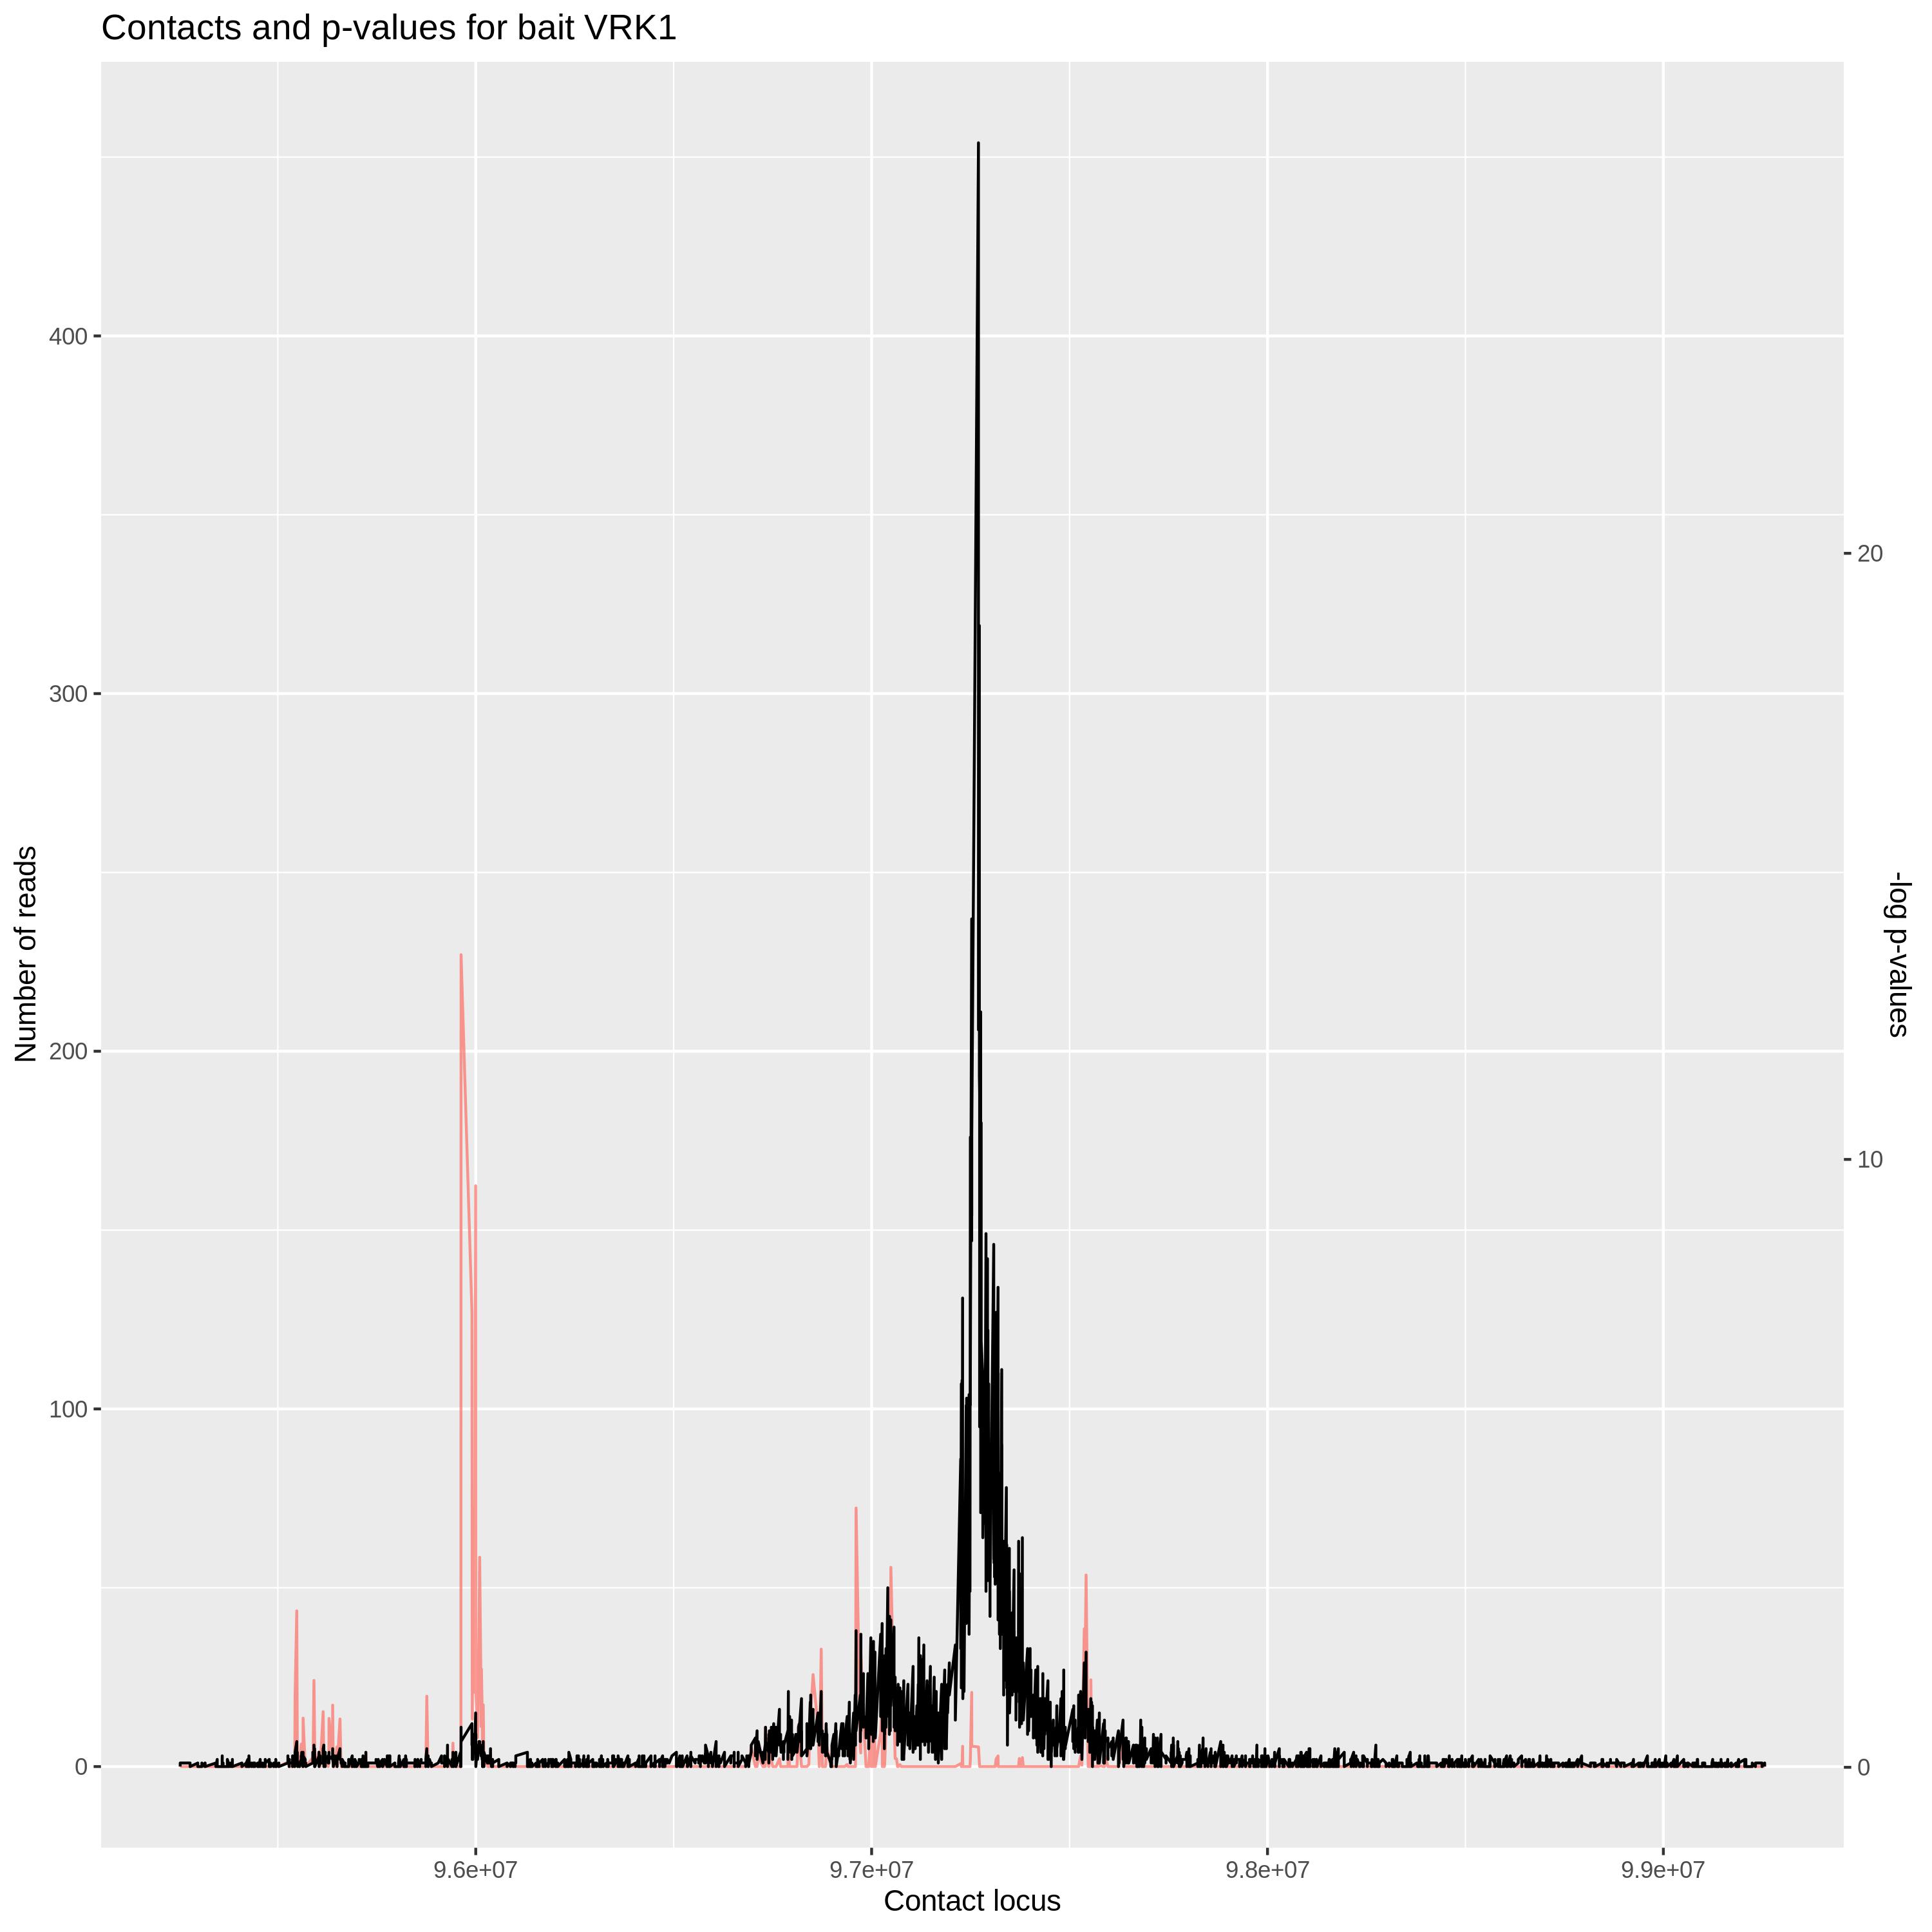 Contacts and p-values for bait VRK1
400
300
200
100
0
Number of reads
20
10
0
-log p-values
9.6e+07
9.7e+07
9.8e+07
9.9e+07
Contact locus